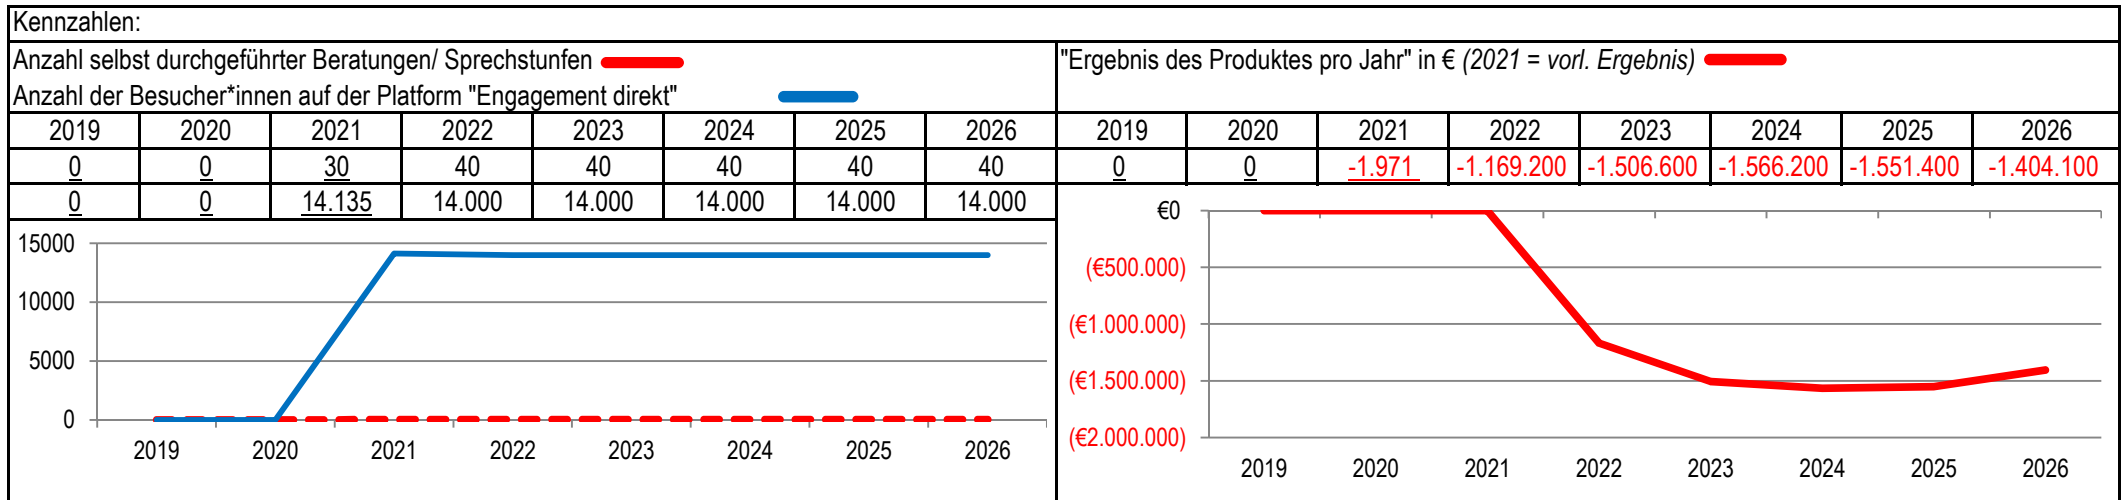 Kennzahlen:
Anzahl selbst durchgeführter Beratungen/ Sprechstunfen
Anzahl der Besucher*innen auf der Platform "Engagement direkt"
2019 2020 2021 2022 2023 2024 2025 2026
0 0 30 40 40 40 40 40
0 0 14.135 14.000 14.000 14.000 14.000 14.000
15000
10000
5000
0
2019 2020 2021 2022 2023 2024 2025 2026
"Ergebnis des Produktes pro Jahr" in € (2021 = vorl. Ergebnis)
2019 2020 2021 2022 2023 2024 2025 2026
0 0 -1.971 -1.169.200 -1.506.600 -1.566.200 -1.551.400 -1.404.100
€0
(€500.000)
(€1.000.000)
(€1.500.000)
(€2.000.000)
2019 2020 2021 2022 2023 2024 2025 2026